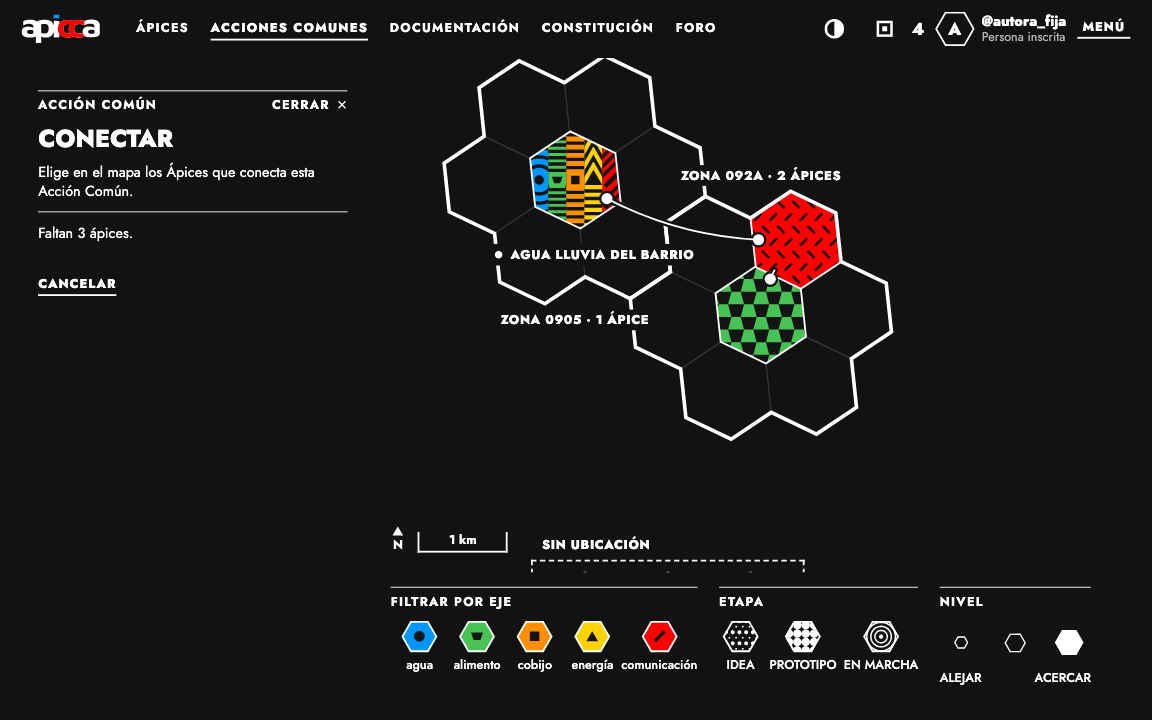 apicca
ÁPICES
ACCIONES COMUNES
DOCUMENTACIÓN
CONSTITUCIÓN
FORO
4
A
@autora_fija
Persona inscrita
MENÚ
ACCIÓN COMÚN
CERRAR ×
CONECTAR
Elige en el mapa los Ápices que conecta esta
Acción Común.
Faltan 3 ápices.
CANCELAR
ZONA 092A · 2 ÁPICES
AGUA LLUVIA DEL BARRIO
ZONA 0905 · 1 ÁPICE
N
1 km
SIN UBICACIÓN
FILTRAR POR EJE
agua
alimento
cobijo
energía
comunicación
ETAPA
IDEA
PROTOTIPO
EN MARCHA
NIVEL
ALEJAR
ACERCAR